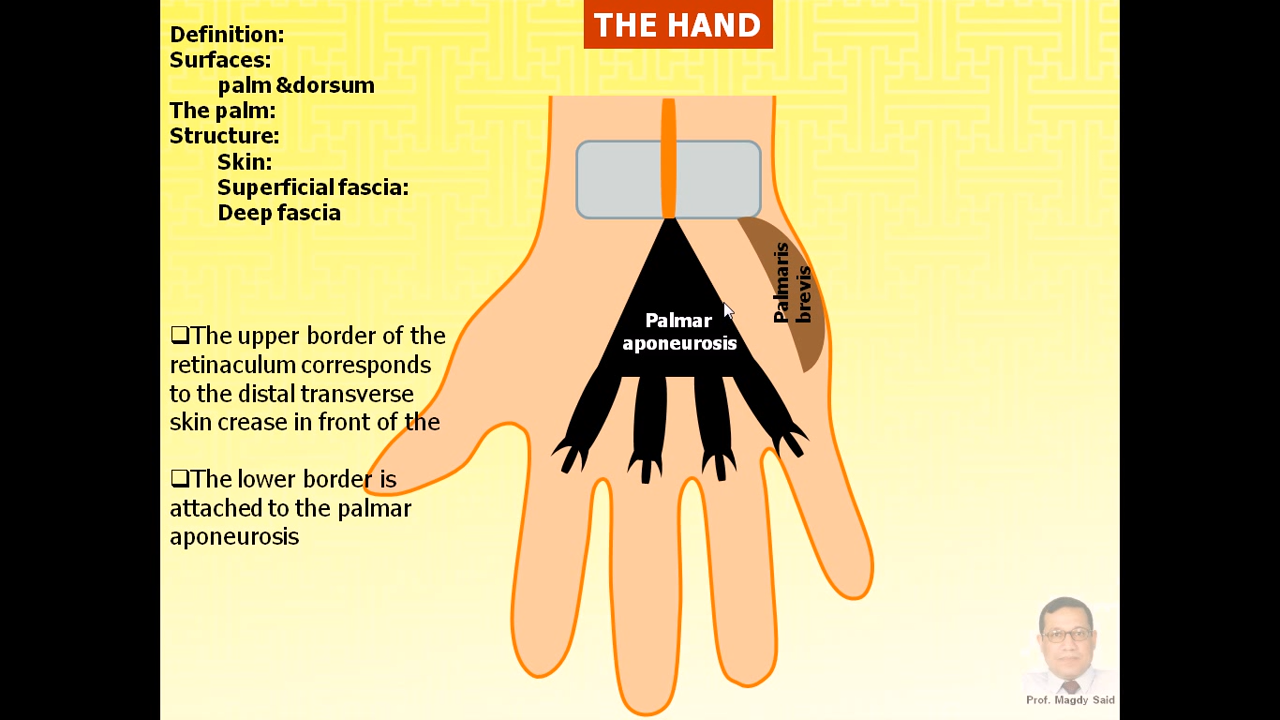 THE HAND
Definition:
Surfaces:
palm &dorsum
The palm:
Structure:
Skin:
Superficial fascia:
Deep fascia
❑The upper border of the
retinaculum corresponds
to the distal transverse
skin crease in front of the
❑The lower border is
attached to the palmar
aponeurosis
Palmar
aponeurosis
Palmaris
brevis
Prof. Magdy Said